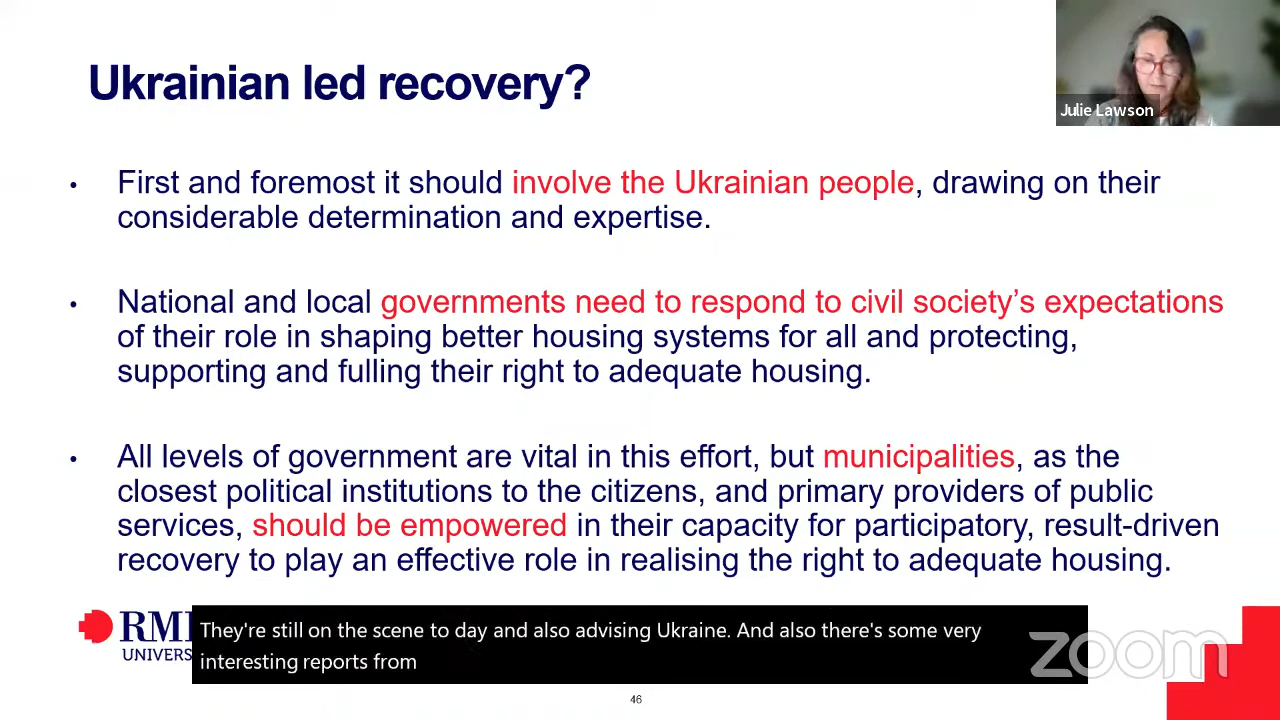 Ukrainian led recovery?
Julie Lawson
• First and foremost it should involve the Ukrainian people, drawing on their
considerable determination and expertise.
• National and local governments need to respond to civil society's expectations
of their role in shaping better housing systems for all and protecting,
supporting and fulling their right to adequate housing.
• All levels of government are vital in this effort, but municipalities, as the
closest political institutions to the citizens, and primary providers of public
services, should be empowered in their capacity for participatory, result-driven
recovery to play an effective role in realising the right to adequate housing.
RMI
UNIVERS
They're still on the scene to day and also advising Ukraine. And also there's some very
interesting reports from
zoom
46